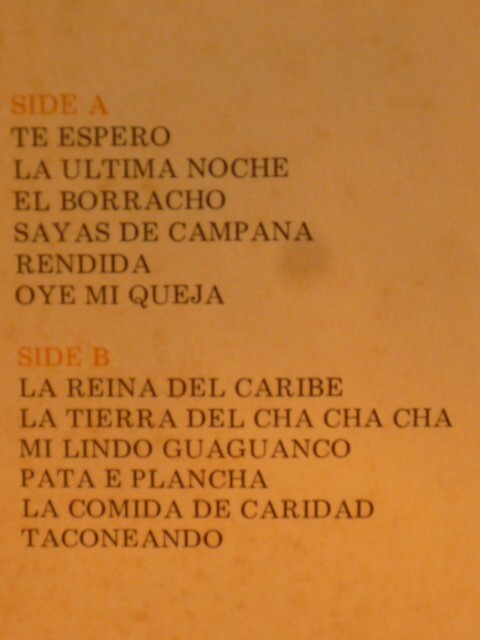 SIDE A
TE ESPERO
LA ULTIMA NOCHE
EL BORRACHO
SAYAS DE CAMPANA
RENDIDA
OYE MI QUEJA
SIDE B
LA REINA DEL CARIBE
LA TIERRA DEL CHA CHA CHA
MI LINDO GUAGUANCO
PATA E PLANCHA
LA COMIDA DE CARIDAD
TACONEANDO